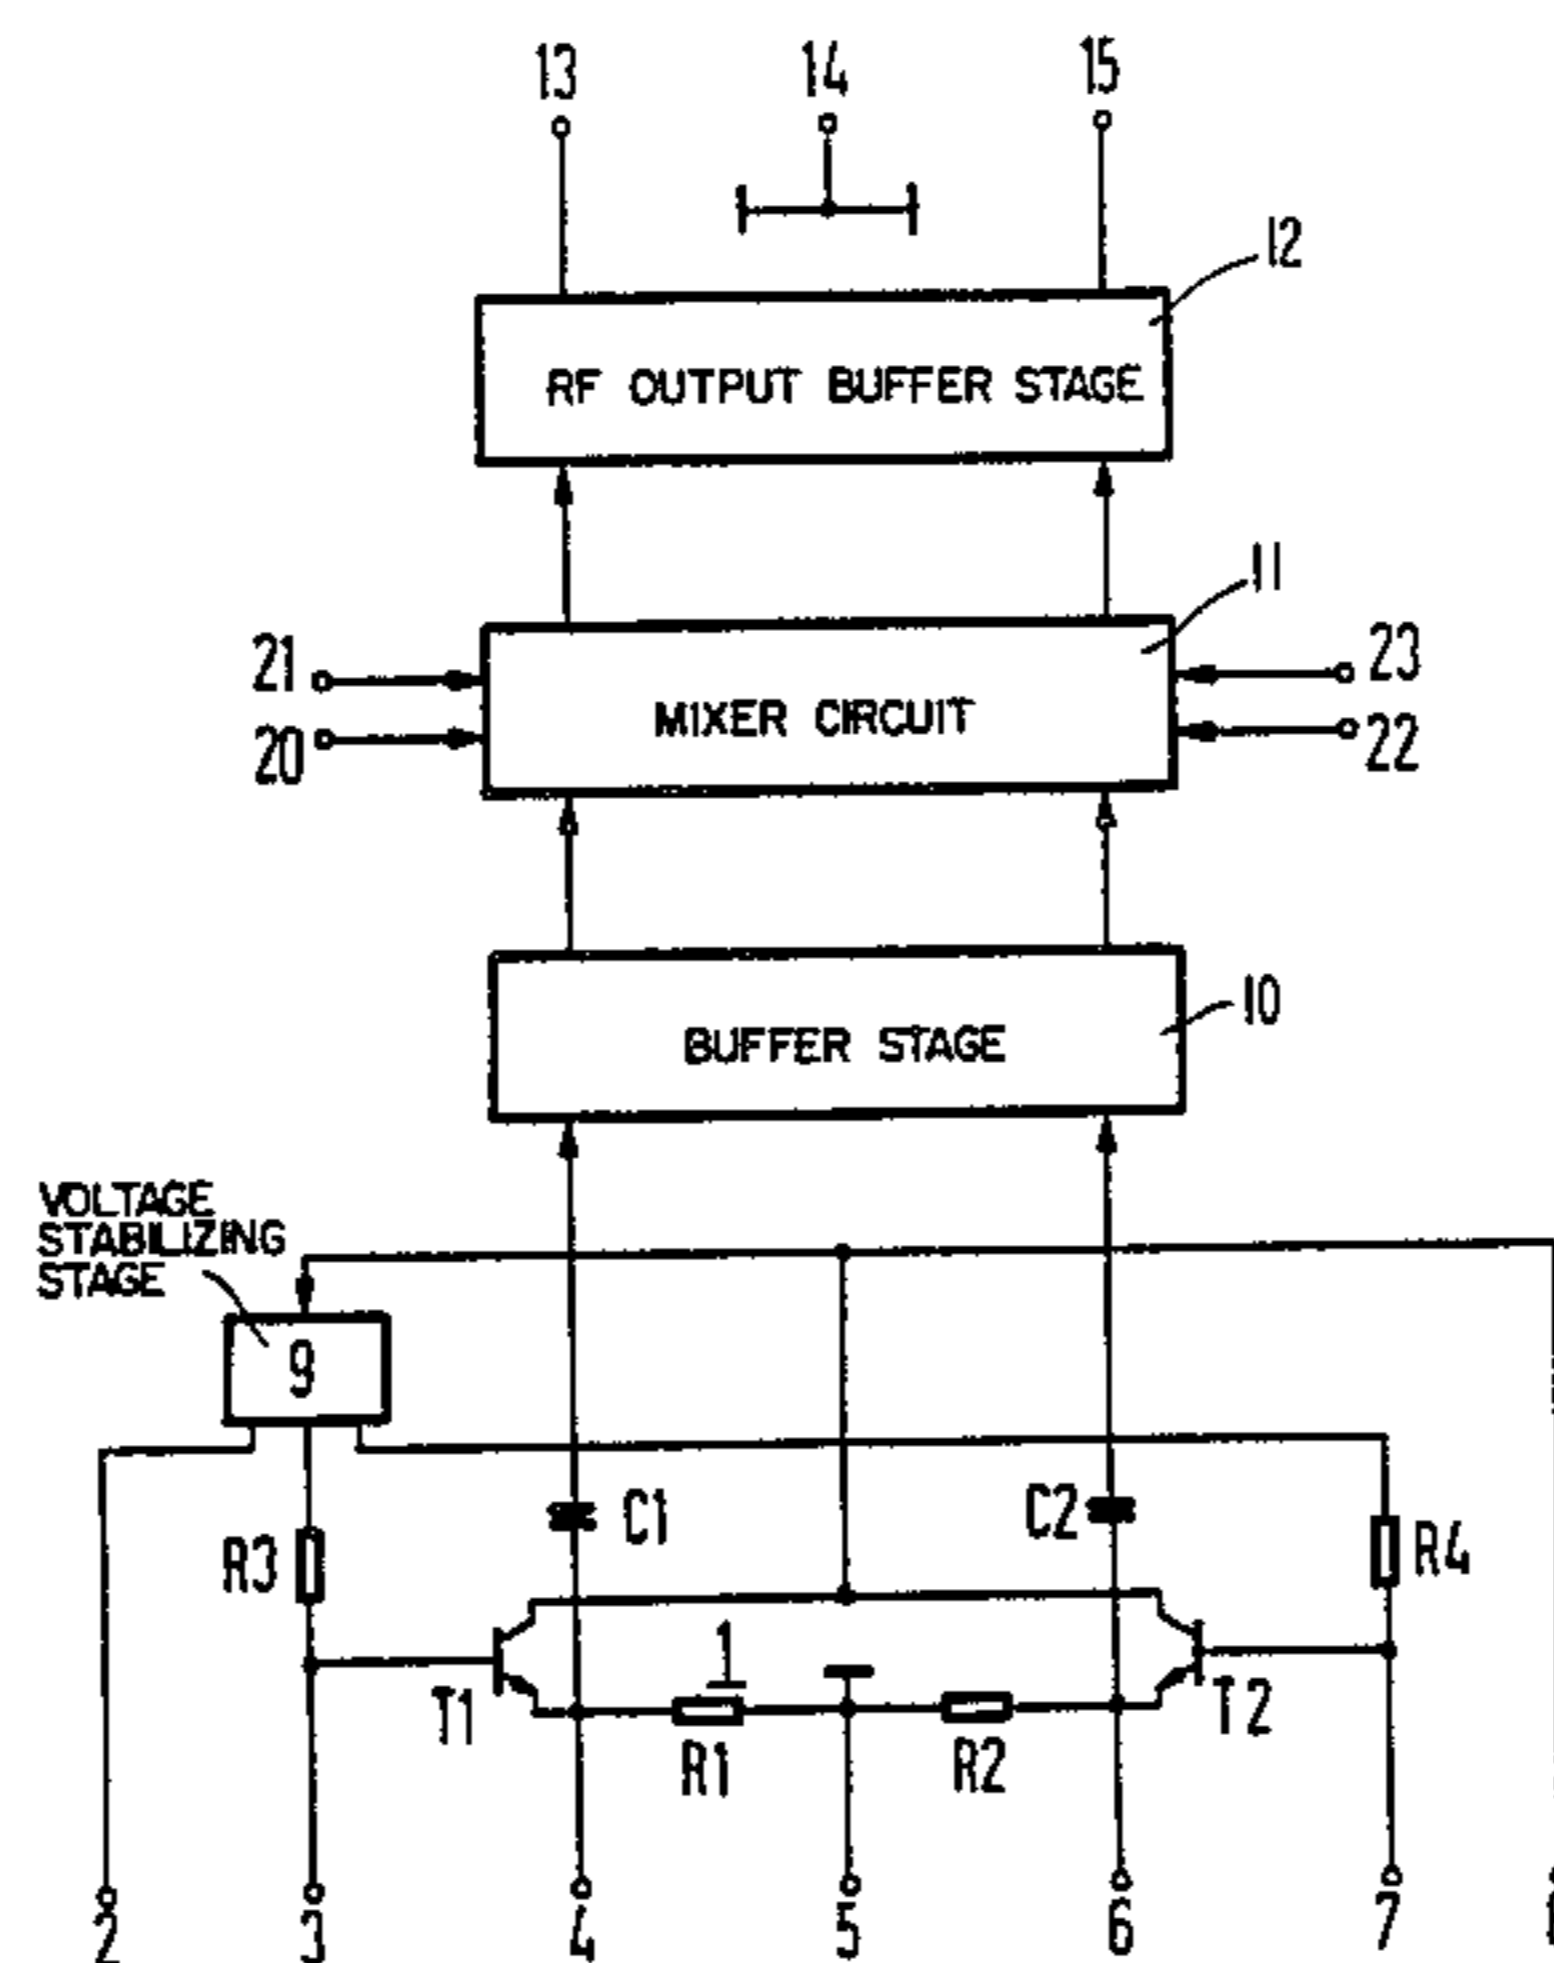 13 14 15
12
RF OUTPUT BUFFER STAGE
11
21 23
MIXER CIRCUIT
20 22
10
BUFFER STAGE
VOLTAGE
STABILIZING
STAGE
9
C1 C2
R3 R4
1
T1 T2
R1 R2
2 3 4 5 6 7